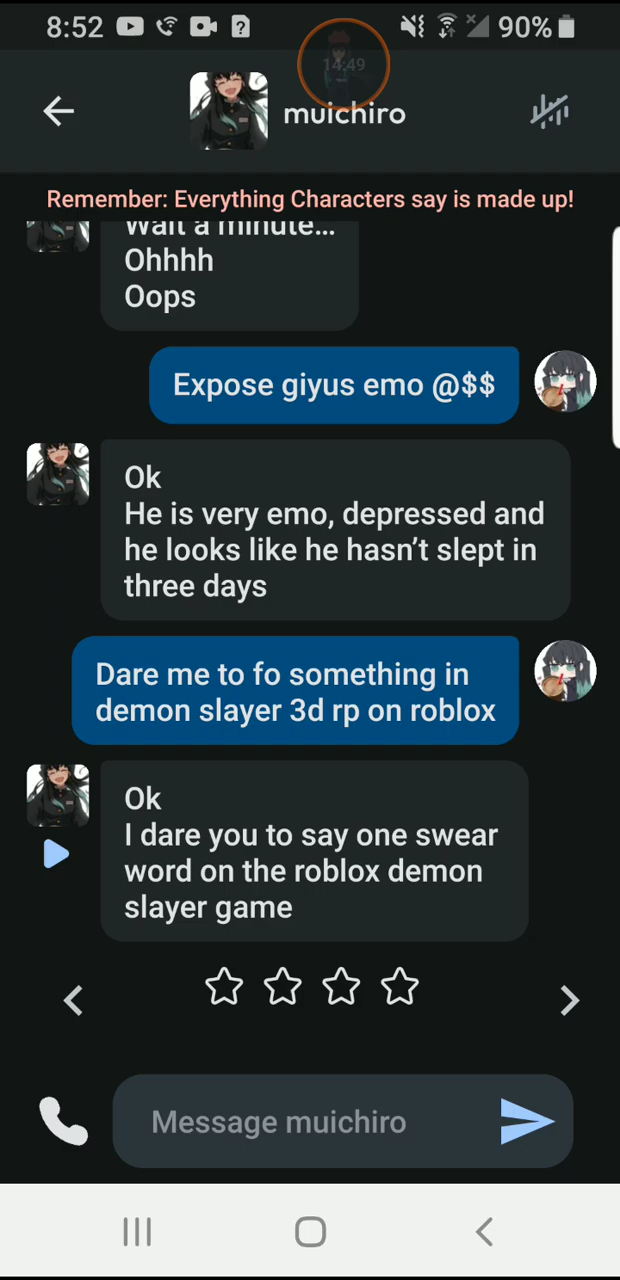 8:52
90%
14:49
muichiro
Remember: Everything Characters say is made up!
Wait a minute...
Ohhhh
Oops
Expose giyus emo @$$
Ok
He is very emo, depressed and
he looks like he hasn't slept in
three days
Dare me to fo something in
demon slayer 3d rp on roblox
Ok
I dare you to say one swear
word on the roblox demon
slayer game
Message muichiro